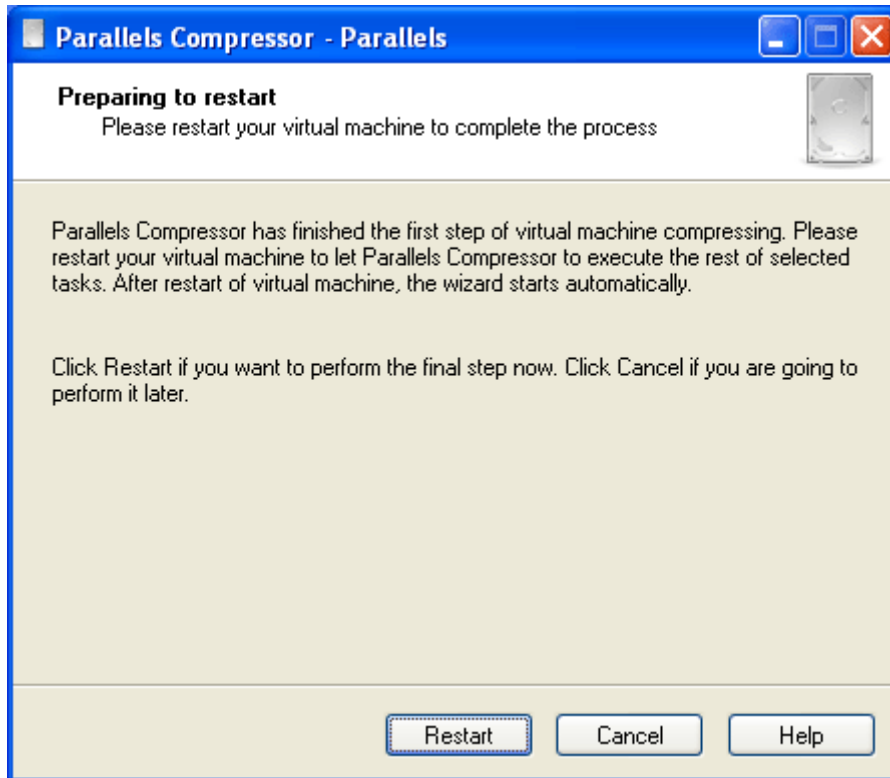 Parallels Compressor - Parallels
Preparing to restart
Please restart your virtual machine to complete the process
Parallels Compressor has finished the first step of virtual machine compressing. Please
restart your virtual machine to let Parallels Compressor to execute the rest of selected
tasks. After restart of virtual machine, the wizard starts automatically.
Click Restart if you want to perform the final step now. Click Cancel if you are going to
perform it later.
Restart Cancel Help